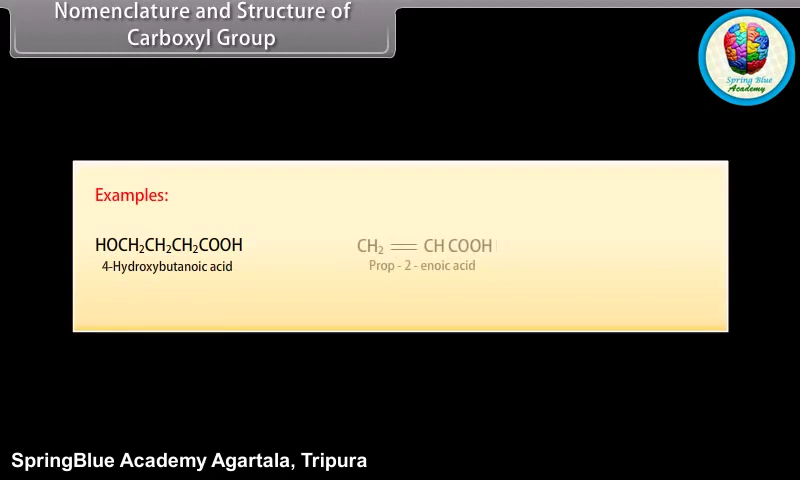 Nomenclature and Structure of
Carboxyl Group
Spring Blue
Academy
Examples:
HOCH₂CH₂CH₂COOH
4-Hydroxybutanoic acid
CH₂ ══ CH COOH
Prop - 2 - enoic acid
SpringBlue Academy Agartala, Tripura